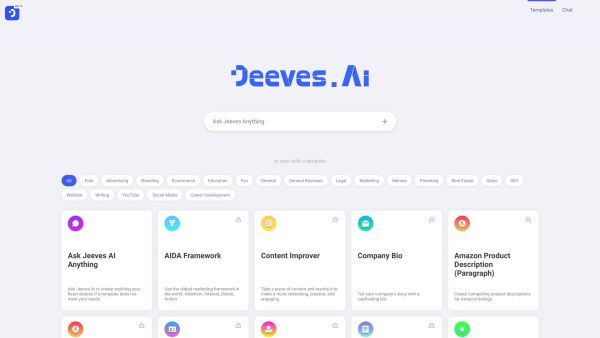 BETA
Templates Chat
Jeeves.Ai
Ask Jeeves Anything
or start with a template
All Free Advertising Branding Ecommerce Education Fun General General Business Legal Marketing Memes Parenting Real Estate Sales SEO
Website Writing YouTube Social Media Career Development
Ask Jeeves AI
Anything
Ask Jeeves AI to create anything your
heart desires if a template does not
meet your needs
AIDA Framework
Use the oldest marketing framework in
the world. Attention, Interest, Desire,
Action
Content Improver
Take a piece of content and rewrite it to
make it more interesting, creative, and
engaging
Company Bio
Tell your company's story with a
captivating bio.
Amazon Product
Description
(Paragraph)
Create compelling product descriptions
for Amazon listings